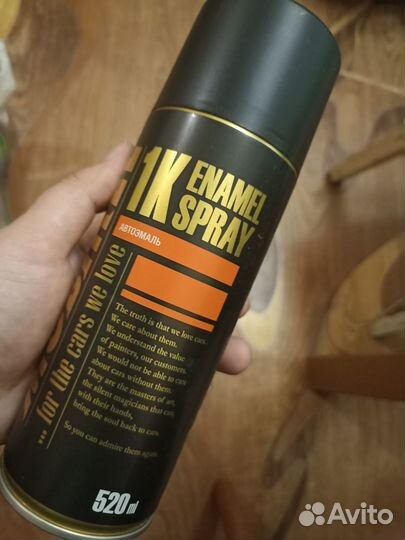 1K ENAMEL
SPRAY
АВТОЭМАЛЬ
... for the cars we love
The truth is that we love cars.
We care about them.
We understand the value
of painters, our customers.
We would not be able to care
about cars without them.
They are the masters of art,
the silent magicians that can,
with their hands,
bring the soul back to cars.
So you can admire them again.
520 ml
Avito